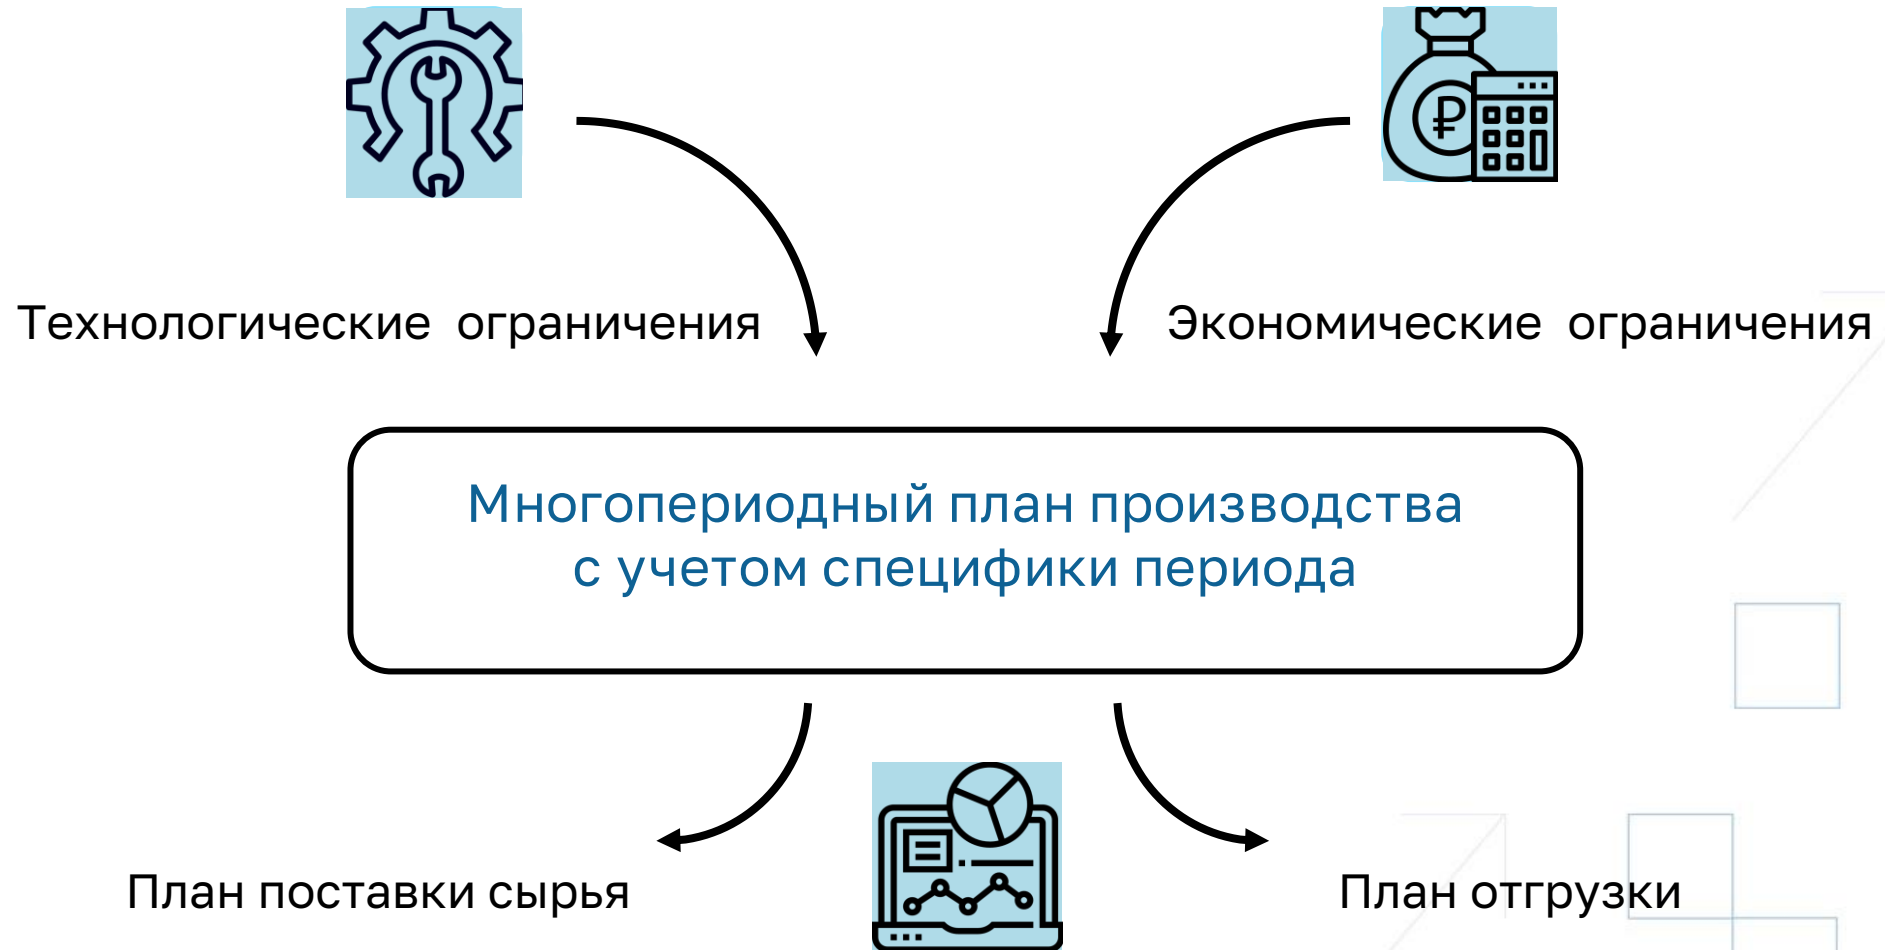 Технологические ограничения
Экономические ограничения
Многопериодный план производства
с учетом специфики периода
План поставки сырья
План отгрузки